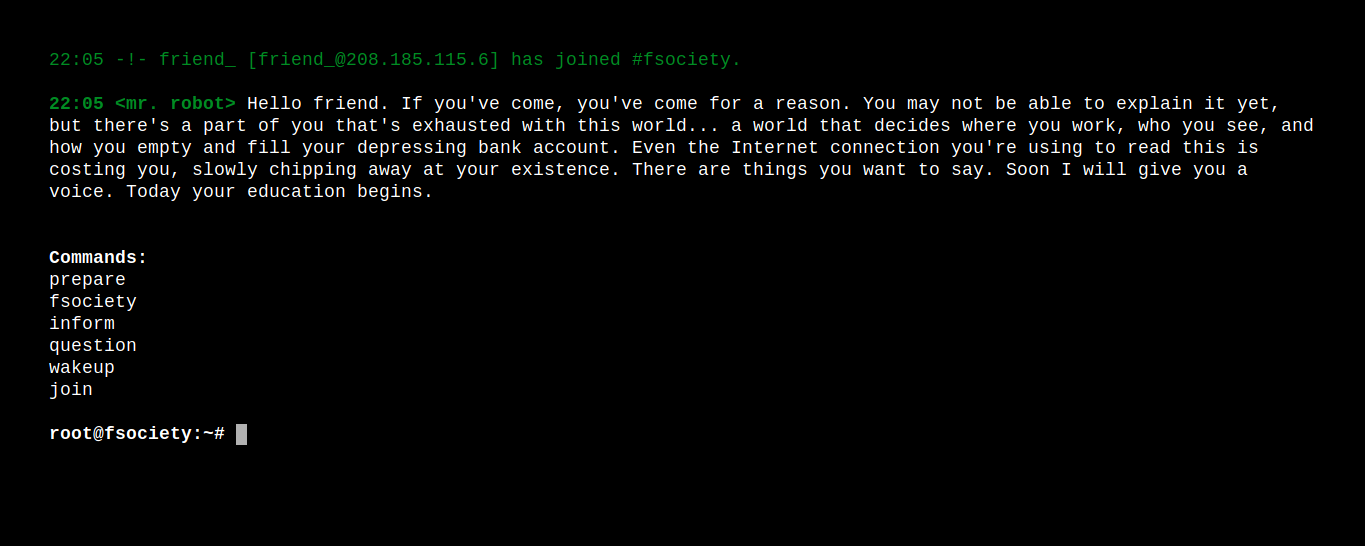 22:05 -!- friend_ [friend_@208.185.115.6] has joined #fsociety.
22:05 <mr. robot> Hello friend. If you've come, you've come for a reason. You may not be able to explain it yet,
but there's a part of you that's exhausted with this world... a world that decides where you work, who you see, and
how you empty and fill your depressing bank account. Even the Internet connection you're using to read this is
costing you, slowly chipping away at your existence. There are things you want to say. Soon I will give you a
voice. Today your education begins.
Commands:
prepare
fsociety
inform
question
wakeup
join
root@fsociety:~#